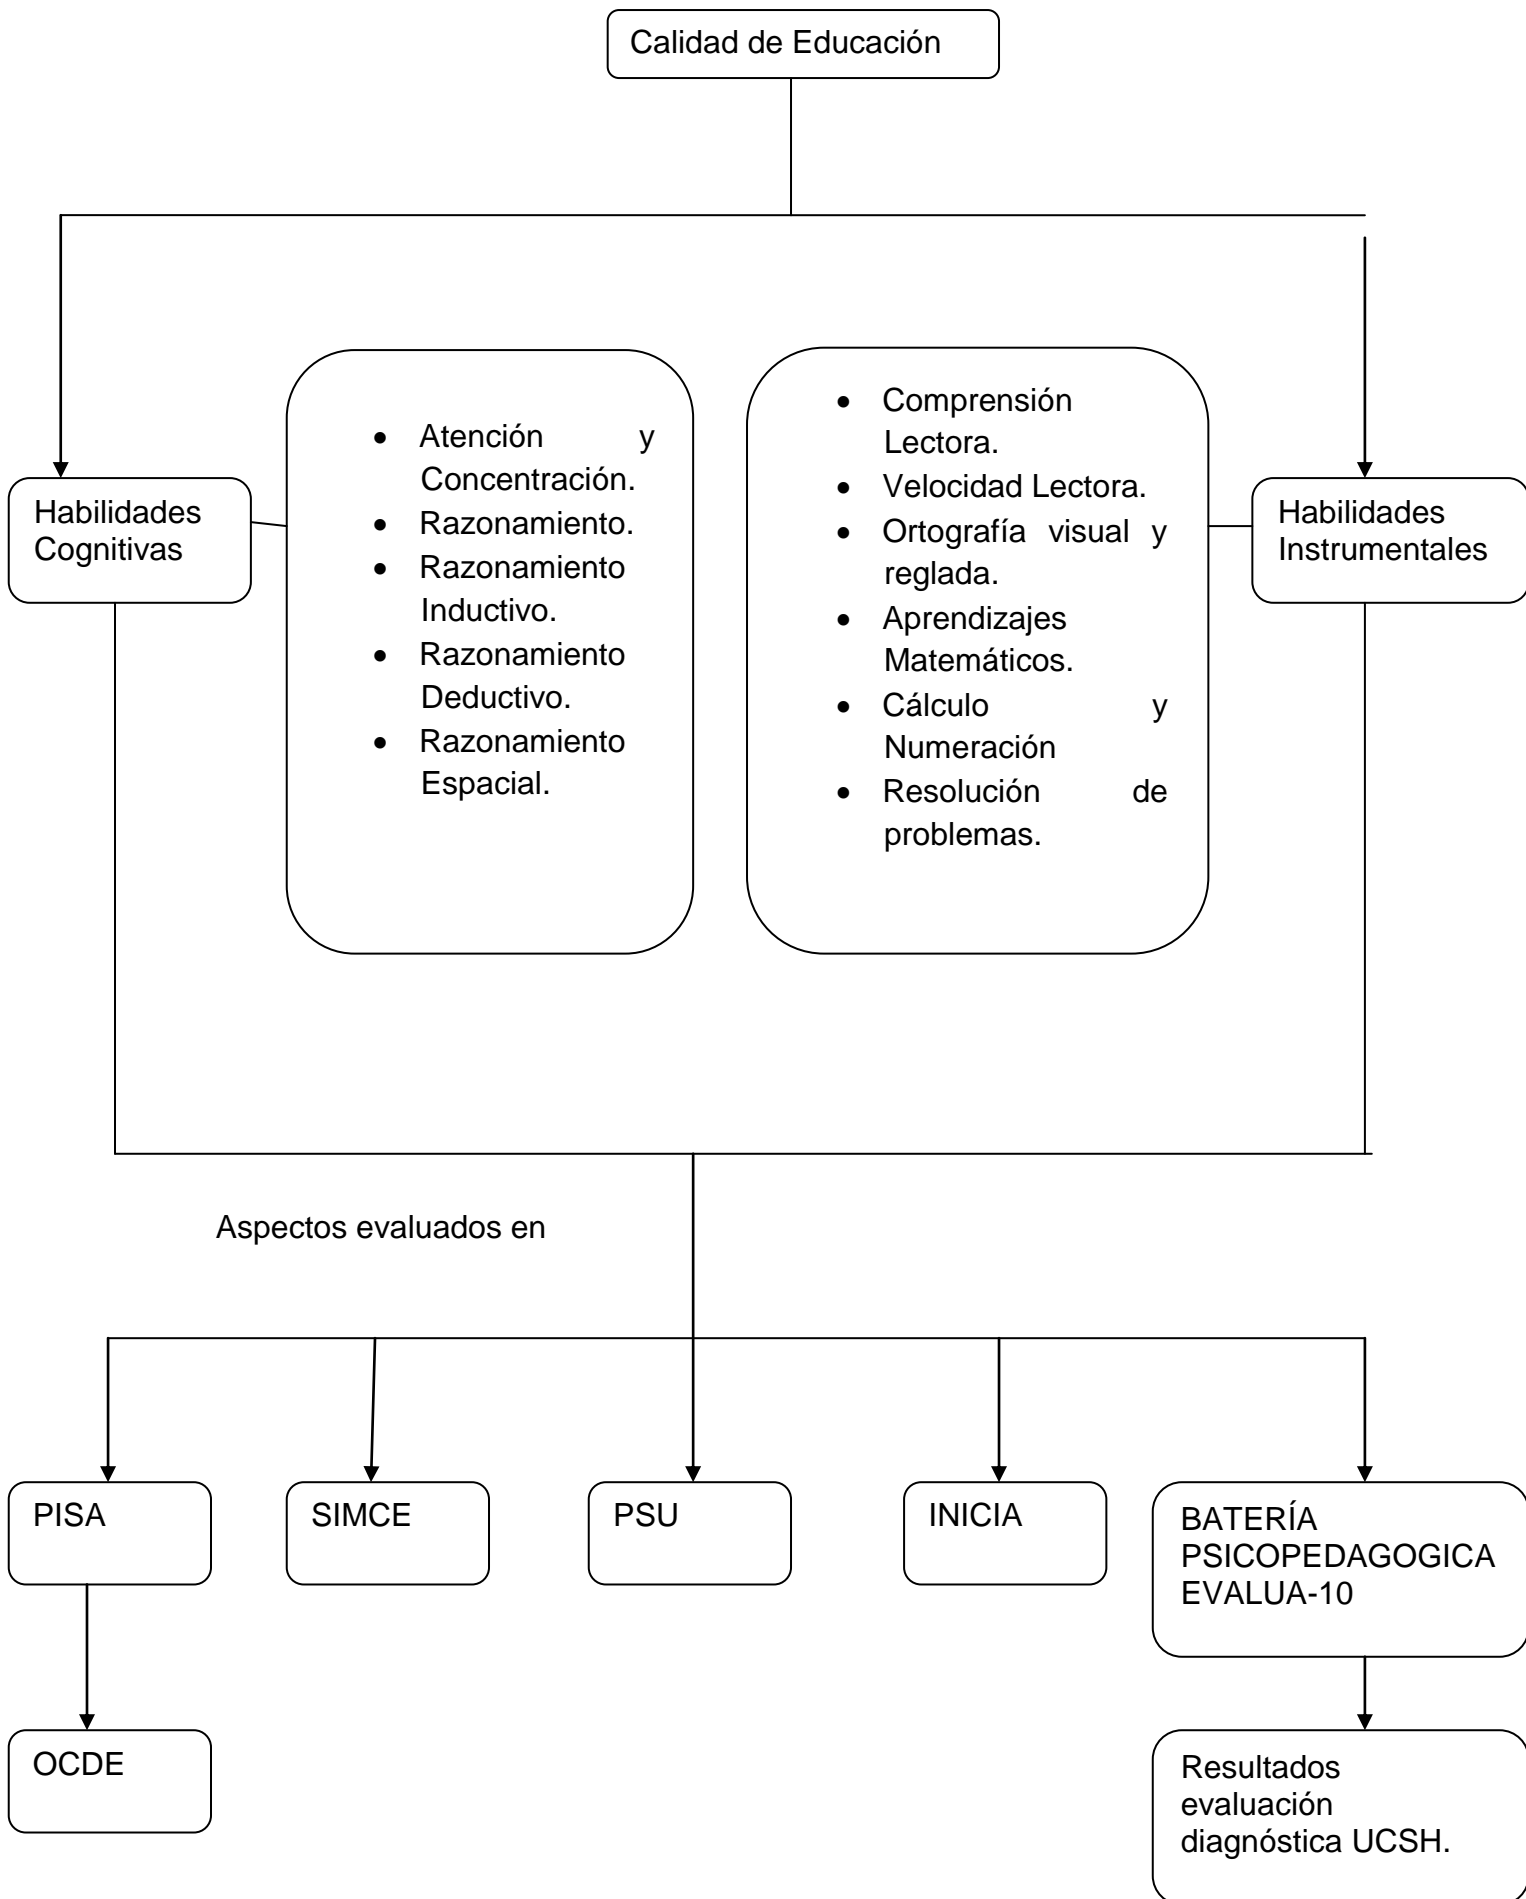 Calidad de Educación
Habilidades
Cognitivas
• Atención y
Concentración.
• Razonamiento.
• Razonamiento
Inductivo.
• Razonamiento
Deductivo.
• Razonamiento
Espacial.
• Comprensión
Lectora.
• Velocidad Lectora.
• Ortografía visual y
reglada.
• Aprendizajes
Matemáticos.
• Cálculo y
Numeración
• Resolución de
problemas.
Habilidades
Instrumentales
Aspectos evaluados en
PISA
SIMCE
PSU
INICIA
BATERÍA
PSICOPEDAGOGICA
EVALUA-10
OCDE
Resultados
evaluación
diagnóstica UCSH.